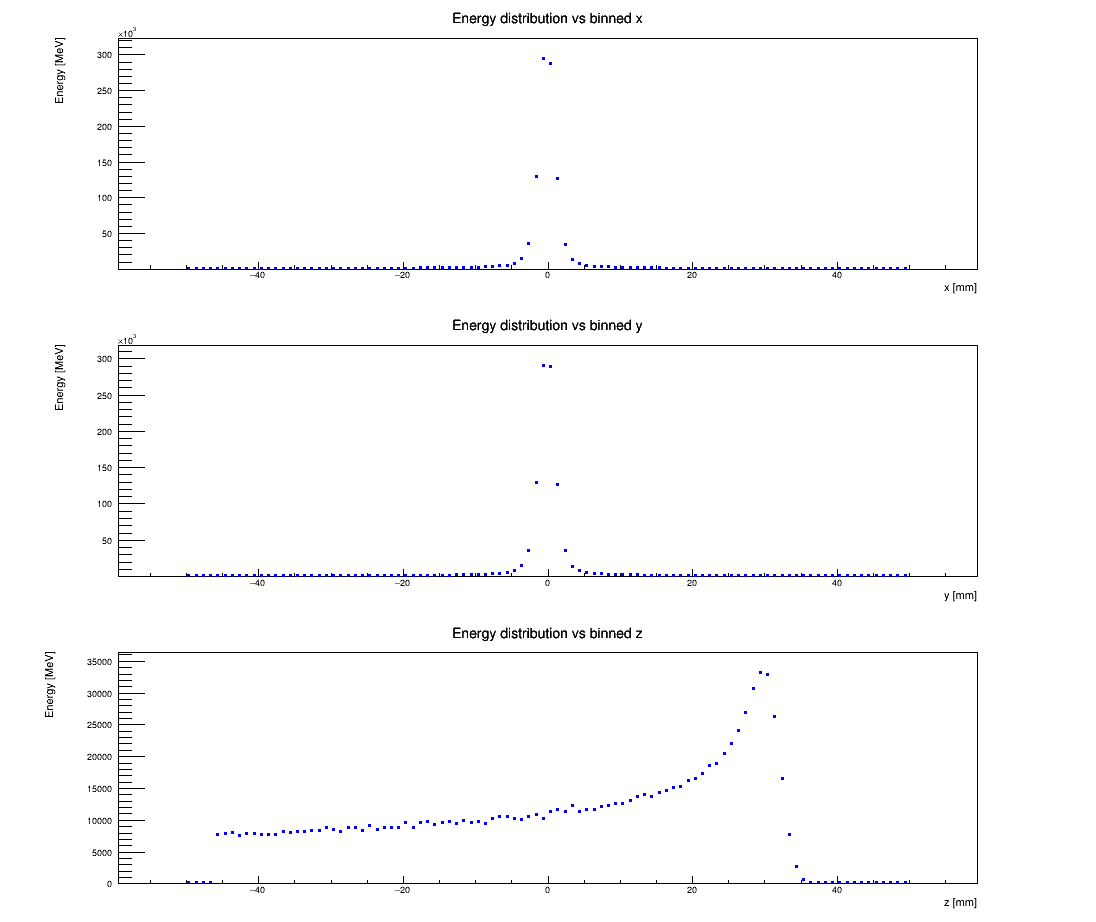 Energy distribution vs binned x
×10³
Energy [MeV]
300
250
200
150
100
50
−40 −20 0 20 40
x [mm]
Energy distribution vs binned y
×10³
Energy [MeV]
300
250
200
150
100
50
−40 −20 0 20 40
y [mm]
Energy distribution vs binned z
Energy [MeV]
35000
30000
25000
20000
15000
10000
5000
0
−40 −20 0 20 40
z [mm]